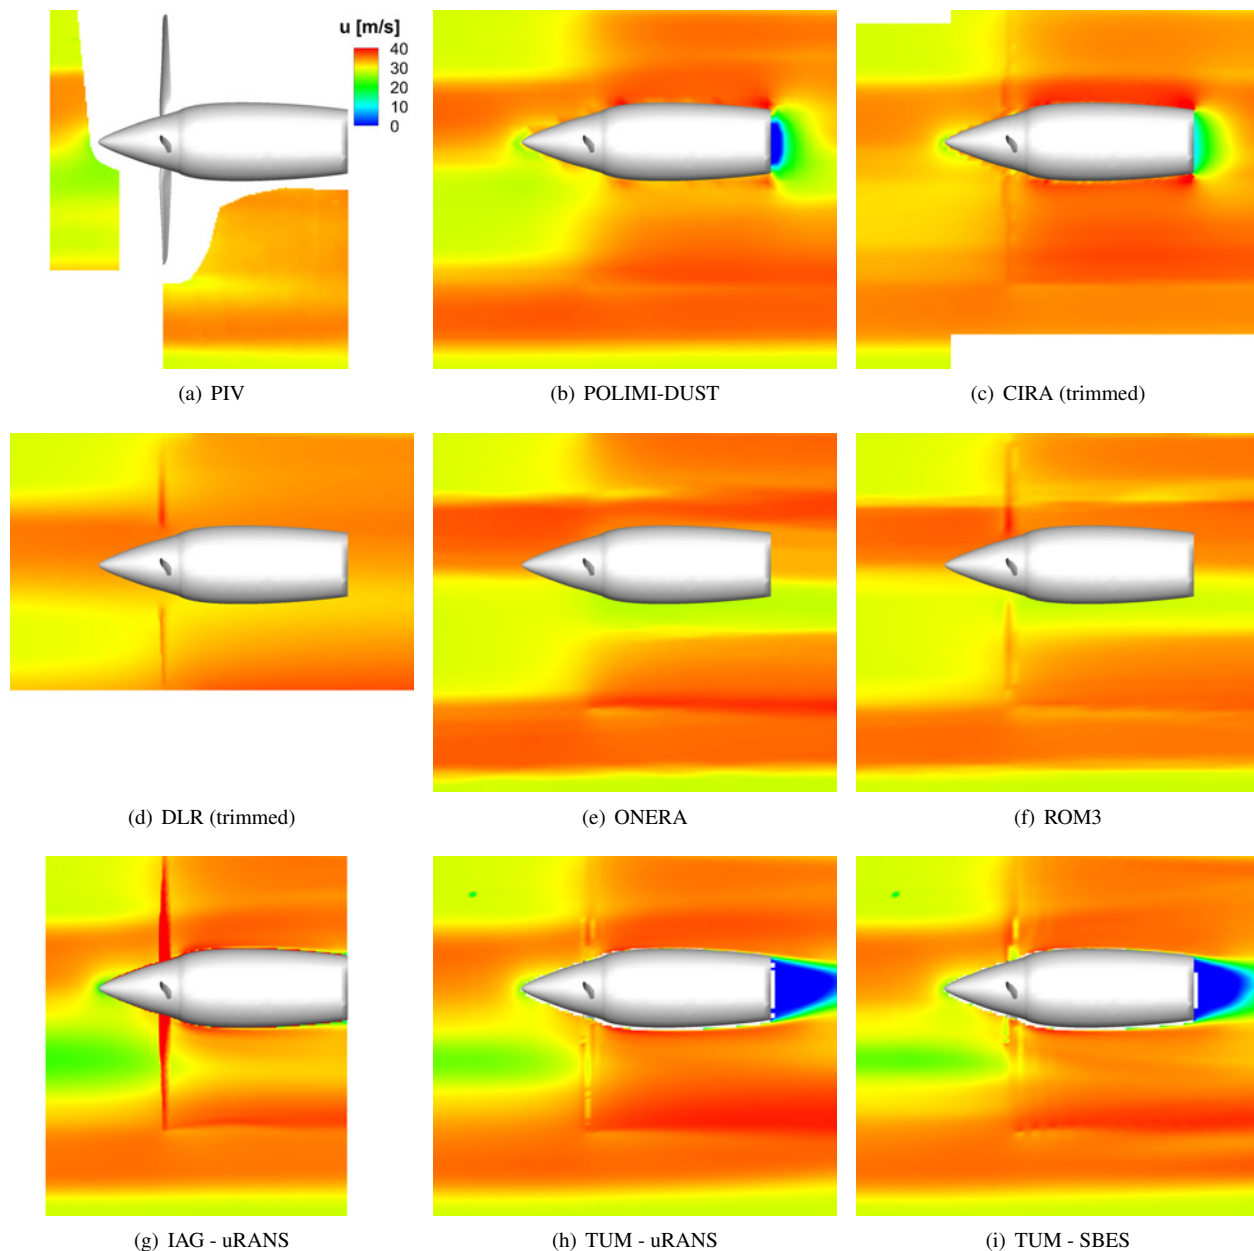 u [m/s]
40
30
20
10
0
(a) PIV
(b) POLIMI-DUST
(c) CIRA (trimmed)
(d) DLR (trimmed)
(e) ONERA
(f) ROM3
(g) IAG - uRANS
(h) TUM - uRANS
(i) TUM - SBES